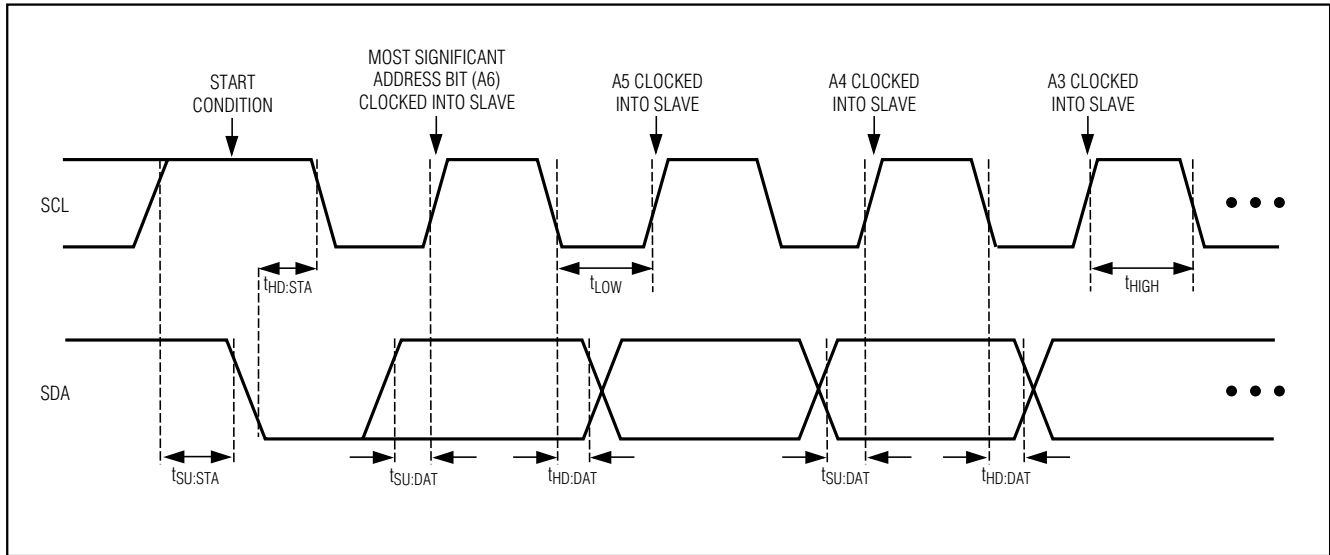 START
CONDITION
MOST SIGNIFICANT
ADDRESS BIT (A6)
CLOCKED INTO SLAVE
A5 CLOCKED
INTO SLAVE
A4 CLOCKED
INTO SLAVE
A3 CLOCKED
INTO SLAVE
SCL
tHD:STA
tLOW
tHIGH
SDA
tSU:STA
tSU:DAT
tHD:DAT
tSU:DAT
tHD:DAT